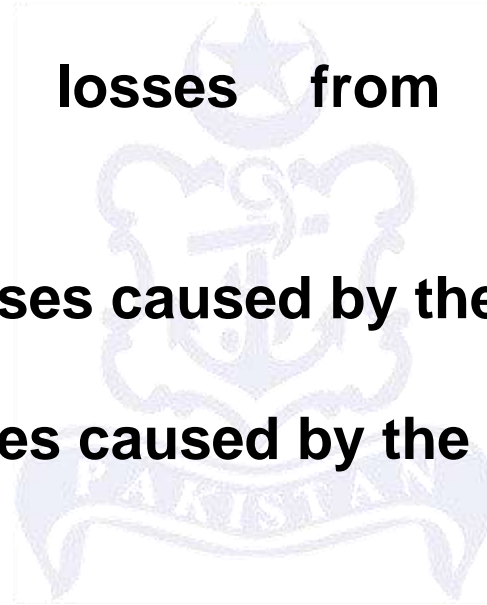 losses from
ses caused by the
es caused by the
PAKISTAN